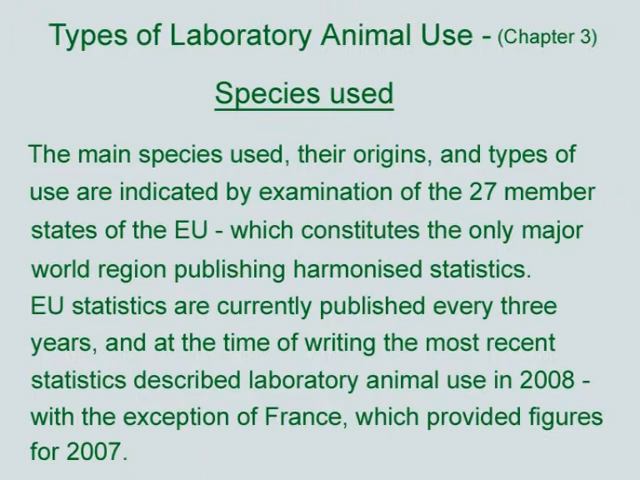 Types of Laboratory Animal Use - (Chapter 3)
Species used
The main species used, their origins, and types of
use are indicated by examination of the 27 member
states of the EU - which constitutes the only major
world region publishing harmonised statistics.
EU statistics are currently published every three
years, and at the time of writing the most recent
statistics described laboratory animal use in 2008 -
with the exception of France, which provided figures
for 2007.